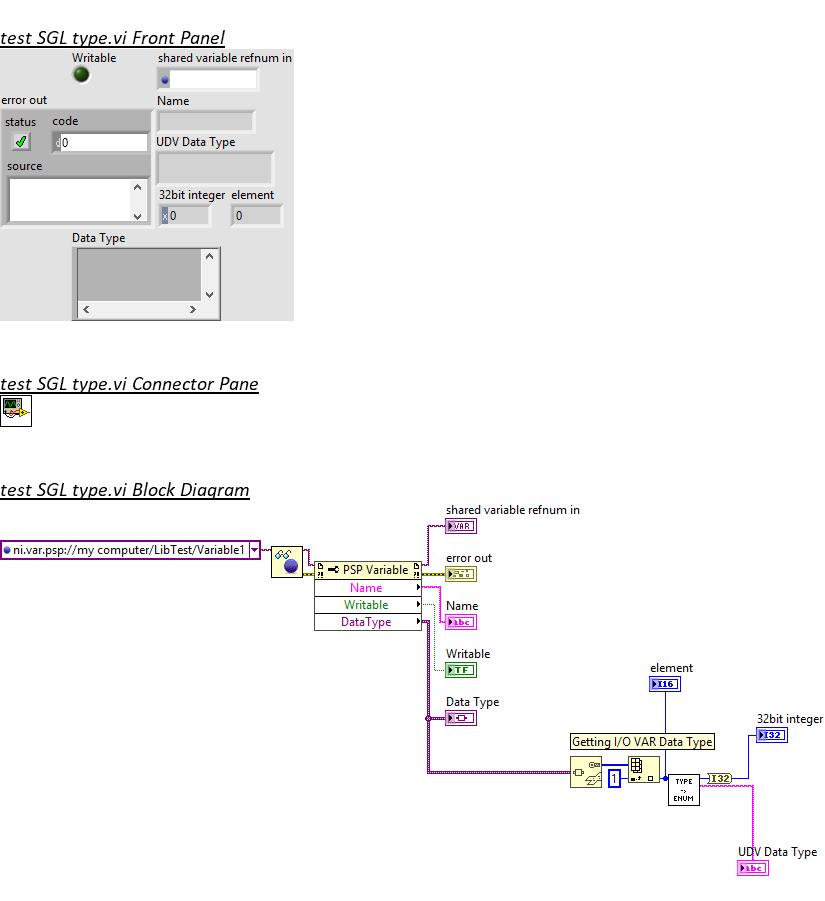 test SGL type.vi Front Panel
Writable
shared variable refnum in
error out
Name
status
code
d 0
UDV Data Type
source
32bit integer
element
x 0
0
Data Type
test SGL type.vi Connector Pane
test SGL type.vi Block Diagram
shared variable refnum in
VAR
ni.var.psp://my computer/LibTest/Variable1
error out
PSP Variable
Name
Writable
DataType
Name
abc
Writable
TF
element
I16
Data Type
32bit integer
I32
Getting I/O VAR Data Type
1
TYPE
->
ENUM
I32
UDV Data Type
abc